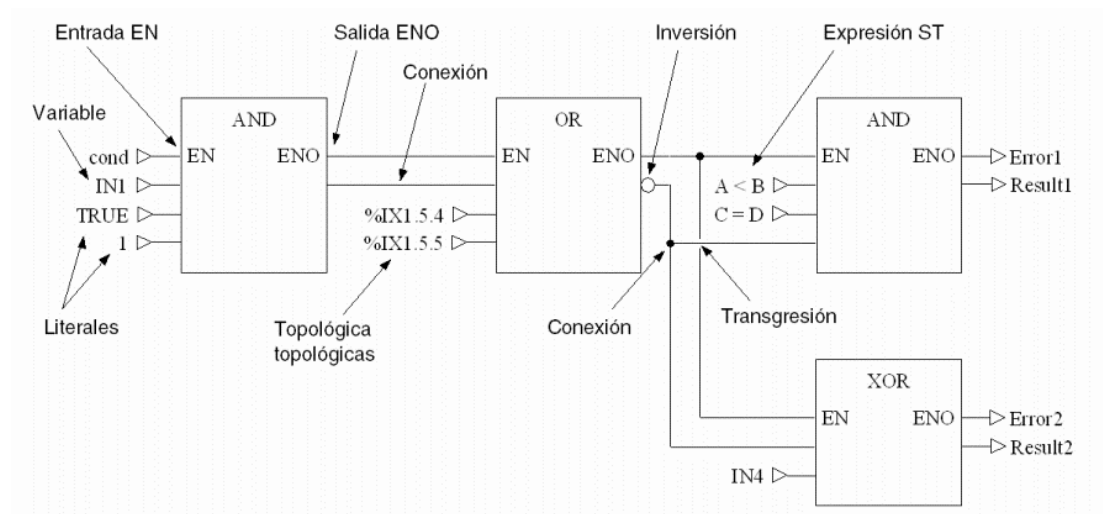 Entrada EN
Salida ENO
Inversión
Expresión ST
Conexión
Variable
AND
OR
AND
cond
EN
ENO
EN
ENO
EN
ENO
Error1
IN1
A < B
Result1
TRUE
%IX1.5.4
C = D
1
%IX1.5.5
Literales
Topológica
topológicas
Conexión
Transgresión
XOR
EN
ENO
Error2
Result2
IN4